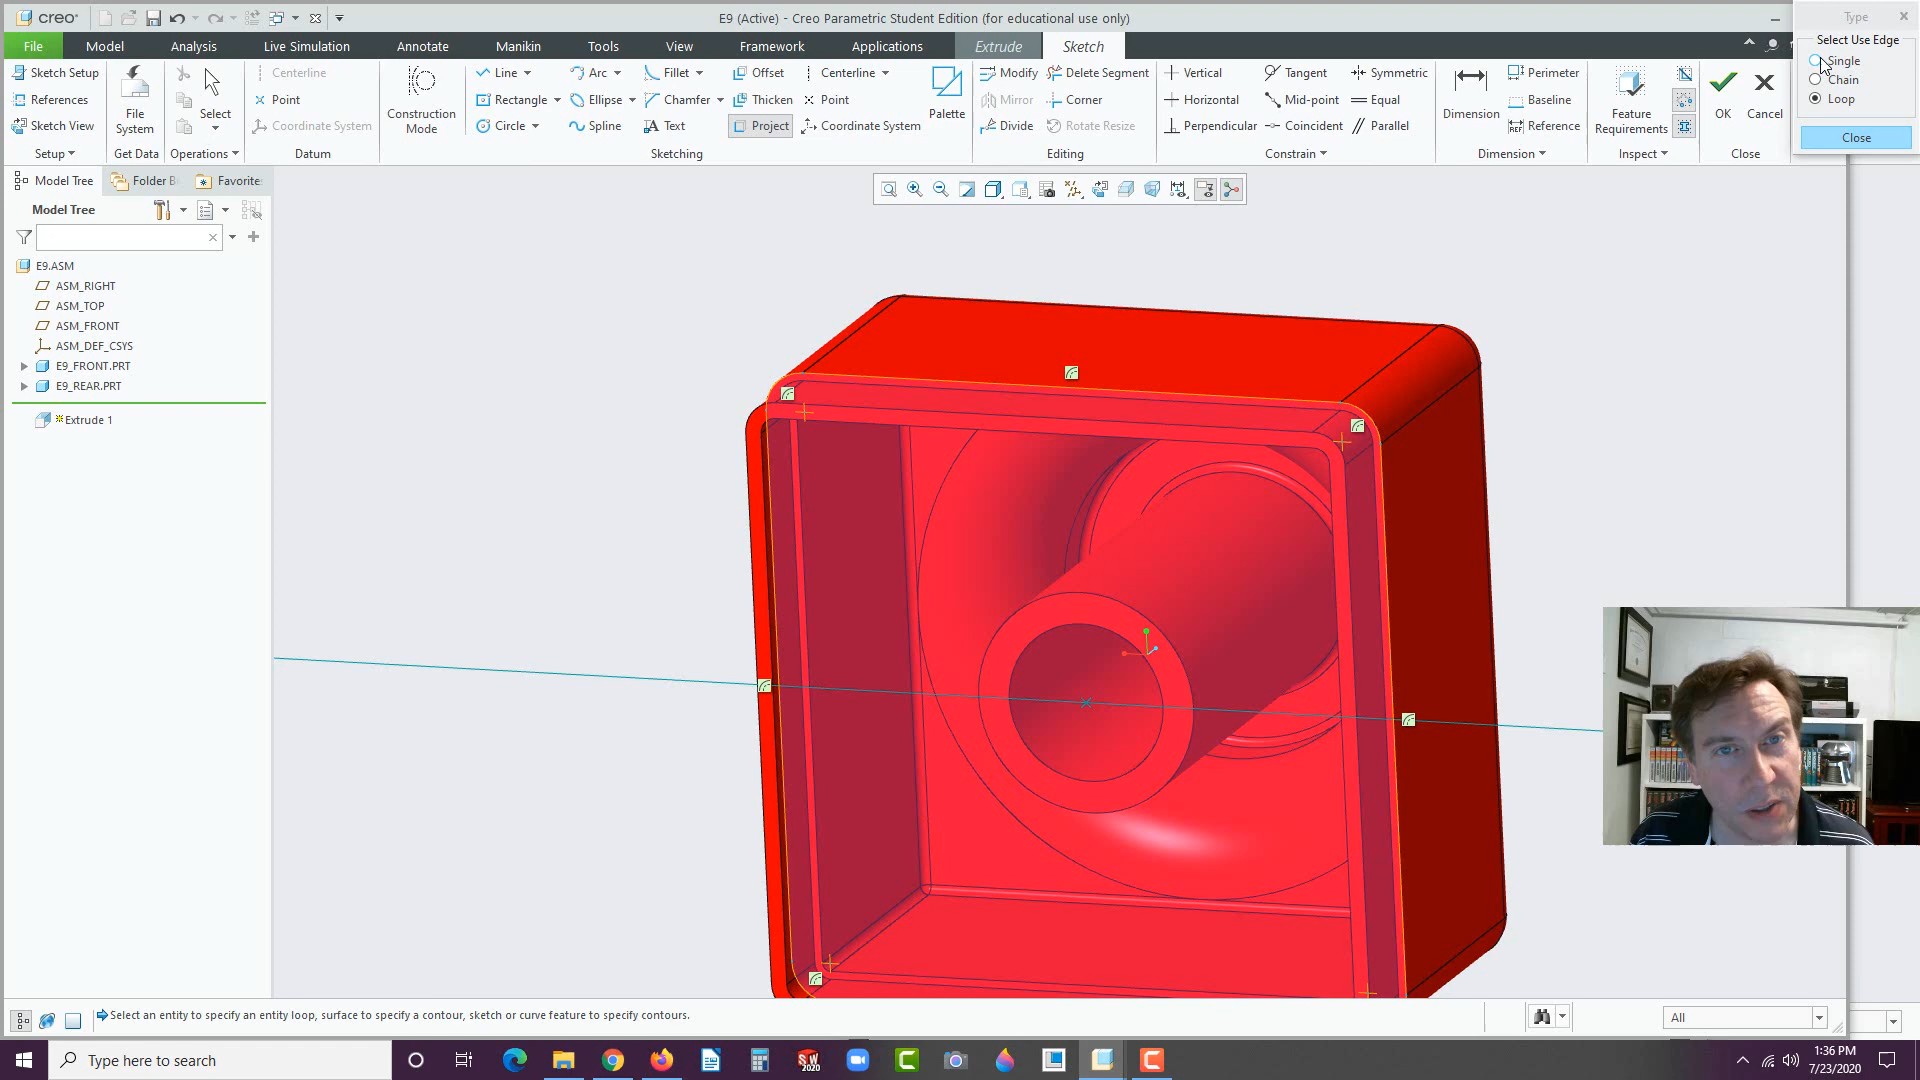 creo
E9 (Active) - Creo Parametric Student Edition (for educational use only)
Type
File
Model
Analysis
Live Simulation
Annotate
Manikin
Tools
View
Framework
Applications
Extrude
Sketch
Select Use Edge
Single
Chain
Loop
Close
Sketch Setup
References
Sketch View
Setup
File
System
Get Data
Select
Operations
Centerline
Point
Coordinate System
Datum
Construction
Mode
Line
Rectangle
Circle
Arc
Ellipse
Spline
Fillet
Chamfer
Text
Offset
Thicken
Project
Centerline
Point
Coordinate System
Palette
Sketching
Modify
Mirror
Divide
Delete Segment
Corner
Rotate Resize
Editing
Vertical
Horizontal
Perpendicular
Tangent
Mid-point
Coincident
Symmetric
Equal
Parallel
Constrain
Dimension
Perimeter
Baseline
Reference
Dimension
Feature
Requirements
Inspect
OK
Cancel
Close
Model Tree
Folder B
Favorite
Model Tree
E9.ASM
ASM_RIGHT
ASM_TOP
ASM_FRONT
ASM_DEF_CSYS
E9_FRONT.PRT
E9_REAR.PRT
Extrude 1
Select an entity to specify an entity loop, surface to specify a contour, sketch or curve feature to specify contours.
All
Type here to search
SW
2020
1:36 PM
7/23/2020